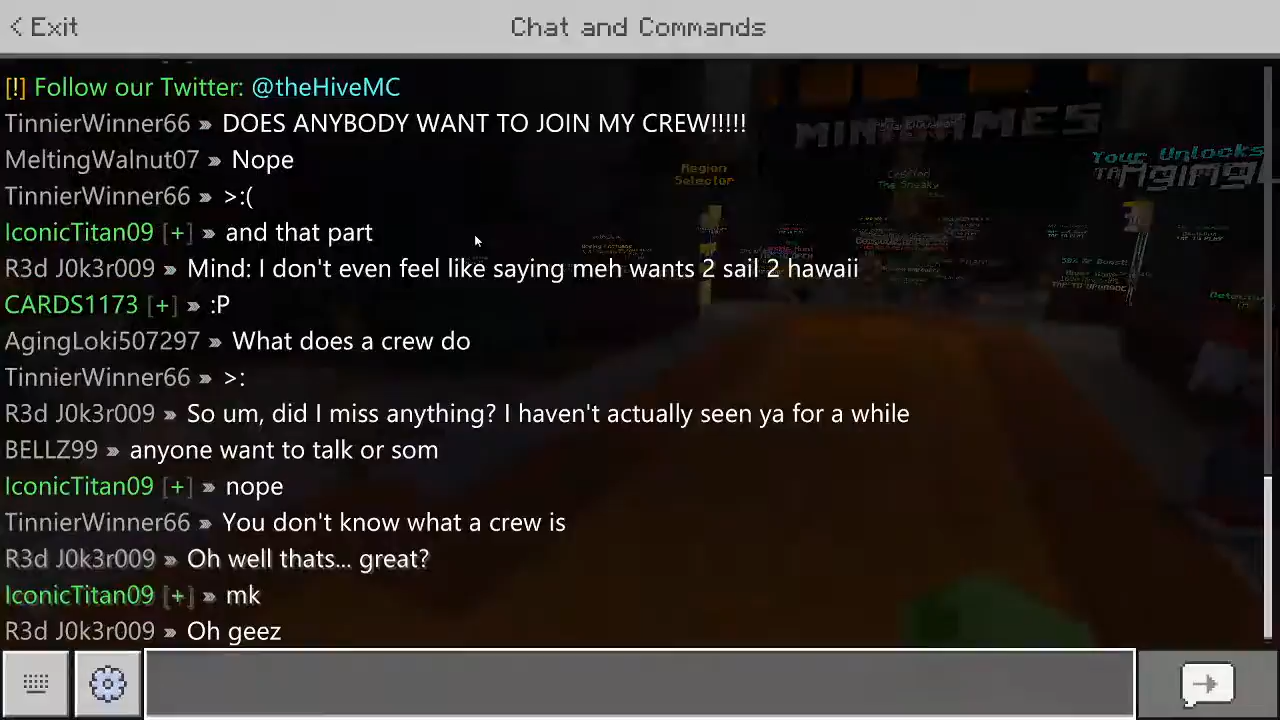 < Exit
Chat and Commands
[!] Follow our Twitter: @theHiveMC
TinnierWinner66 » DOES ANYBODY WANT TO JOIN MY CREW!!!!!
MeltingWalnut07 » Nope
TinnierWinner66 » >:(
IconicTitan09 [+] » and that part
R3d J0k3r009 » Mind: I don't even feel like saying meh wants 2 sail 2 hawaii
CARDS1173 [+] » :P
AgingLoki507297 » What does a crew do
TinnierWinner66 » >:
R3d J0k3r009 » So um, did I miss anything? I haven't actually seen ya for a while
BELLZ99 » anyone want to talk or som
IconicTitan09 [+] » nope
TinnierWinner66 » You don't know what a crew is
R3d J0k3r009 » Oh well thats... great?
IconicTitan09 [+] » mk
R3d J0k3r009 » Oh geez
MINIGAMES
Region
Selector
The Sneaky
Your Unlocks